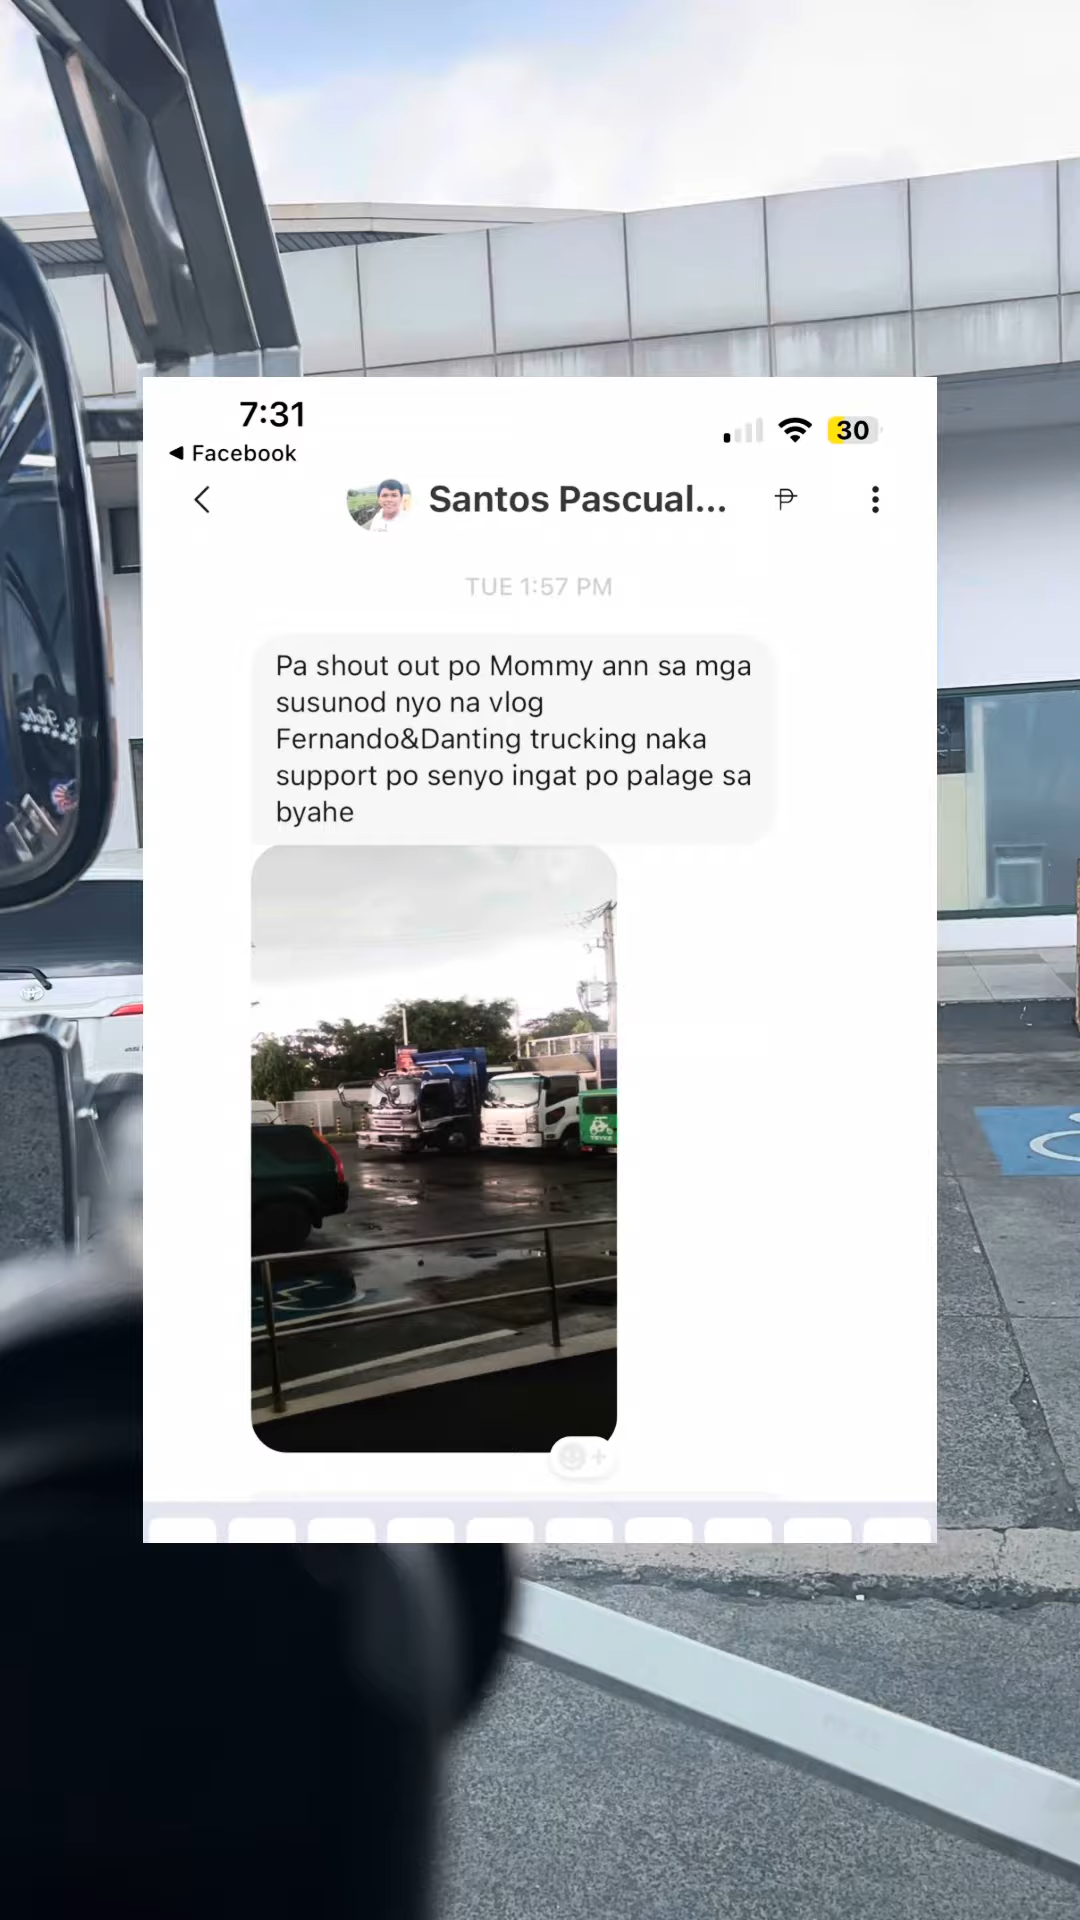 7:31
30
Facebook
Santos Pascual...
TUE 1:57 PM
Pa shout out po Mommy ann sa mga
susunod nyo na vlog
Fernando&Danting trucking naka
support po senyo ingat po palage sa
byahe